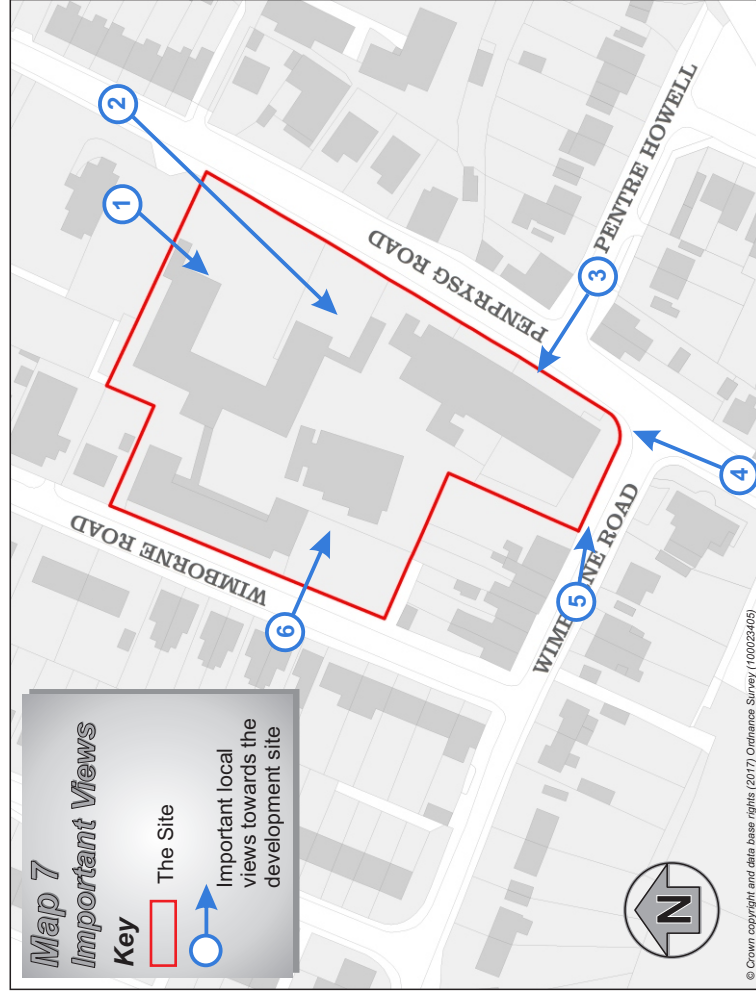 Map 7
Important Views
Key
The Site
Important local
views towards the
development site
WIMBORNE ROAD
PENPRYSG ROAD
PENTRE HOWELL
WIMB NE ROAD
1
2
3
4
5
6
N
© Crown copyright and data base rights (2017) Ordnance Survey (100023405)